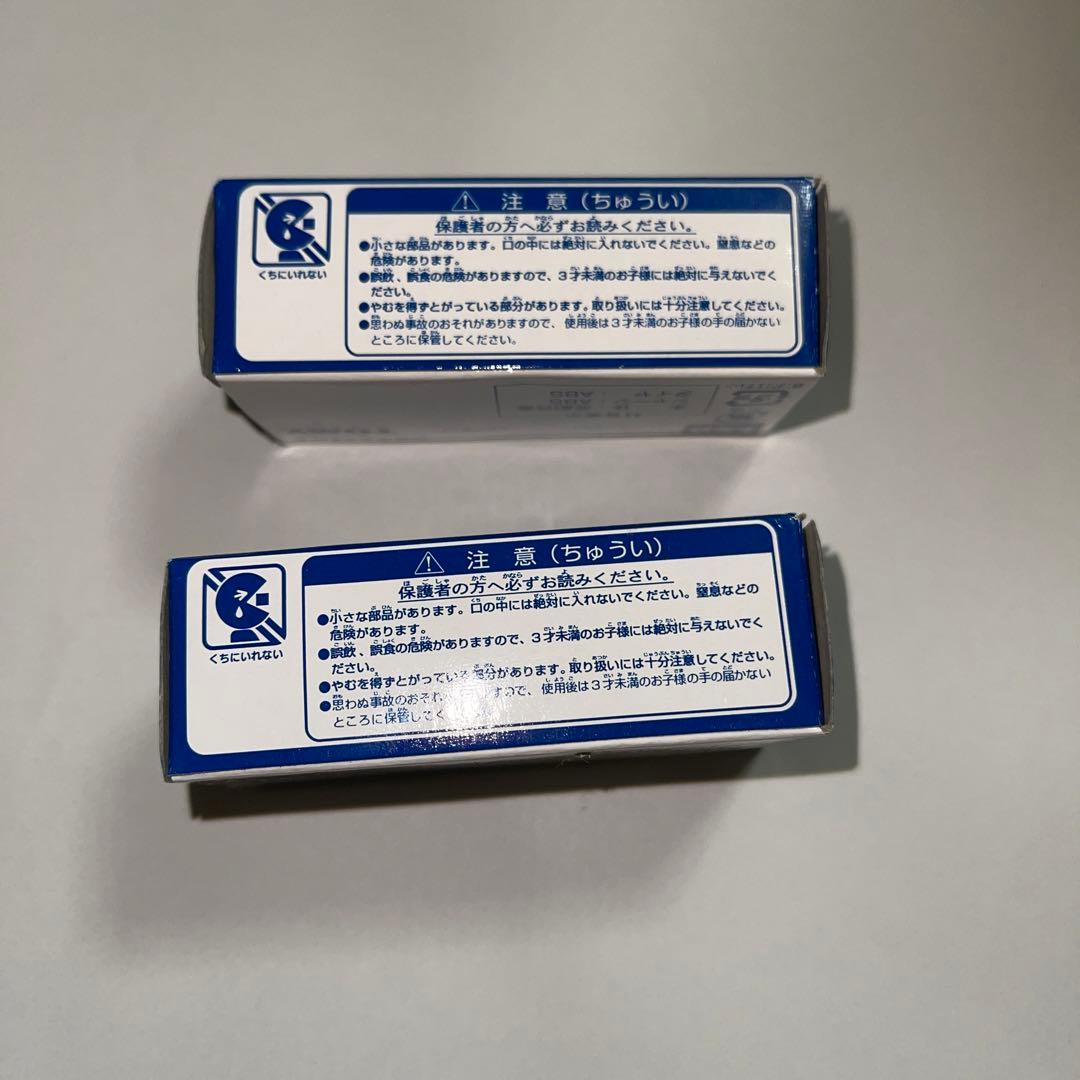 注 意（ちゅうい）
保護者の方へ必ずお読みください。
くちにいれない
●小さな部品があります。口の中には絶対に入れないでください。窒息などの
危険があります。
●誤飲、誤食の危険がありますので、3才未満のお子様には絶対に与えないでく
ださい。
●やむを得ずとがっている部分があります。取り扱いには十分注意してください。
●思わぬ事故のおそれがありますので、使用後は3才未満のお子様の手の届かない
ところに保管してください。
ABS
ABS
注 意（ちゅうい）
保護者の方へ必ずお読みください。
くちにいれない
●小さな部品があります。口の中には絶対に入れないでください。窒息などの
危険があります。
●誤飲、誤食の危険がありますので、3才未満のお子様には絶対に与えないでく
ださい。
●やむを得ずとがっている部分があります。取り扱いには十分注意してください。
●思わぬ事故のおそれ ますので、使用後は3才未満のお子様の手の届かない
ところに保管してく